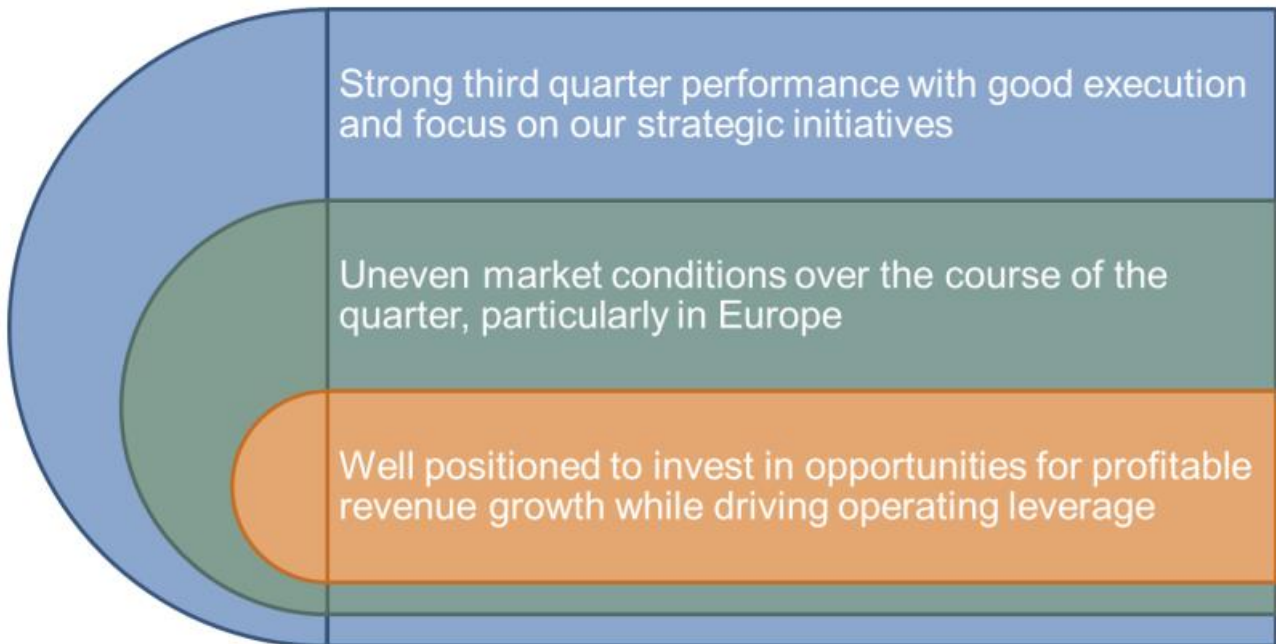 Strong third quarter performance with good execution
and focus on our strategic initiatives
Uneven market conditions over the course of the
quarter, particularly in Europe
Well positioned to invest in opportunities for profitable
revenue growth while driving operating leverage